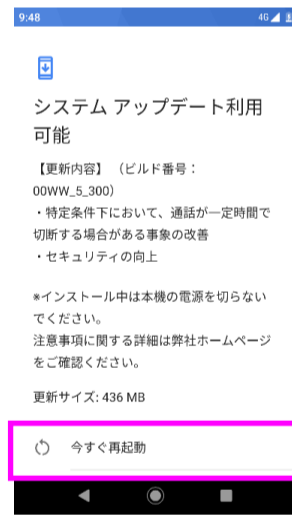 9:48 4G
システム アップデート利用
可能
【更新内容】 （ビルド番号：
00WW_5_300）
・特定条件下において、通話が一定時間で
切断する場合がある事象の改善
・セキュリティの向上
※インストール中は本機の電源を切らない
でください。
注意事項に関する詳細は弊社ホームページ
をご確認ください。
更新サイズ: 436 MB
今すぐ再起動